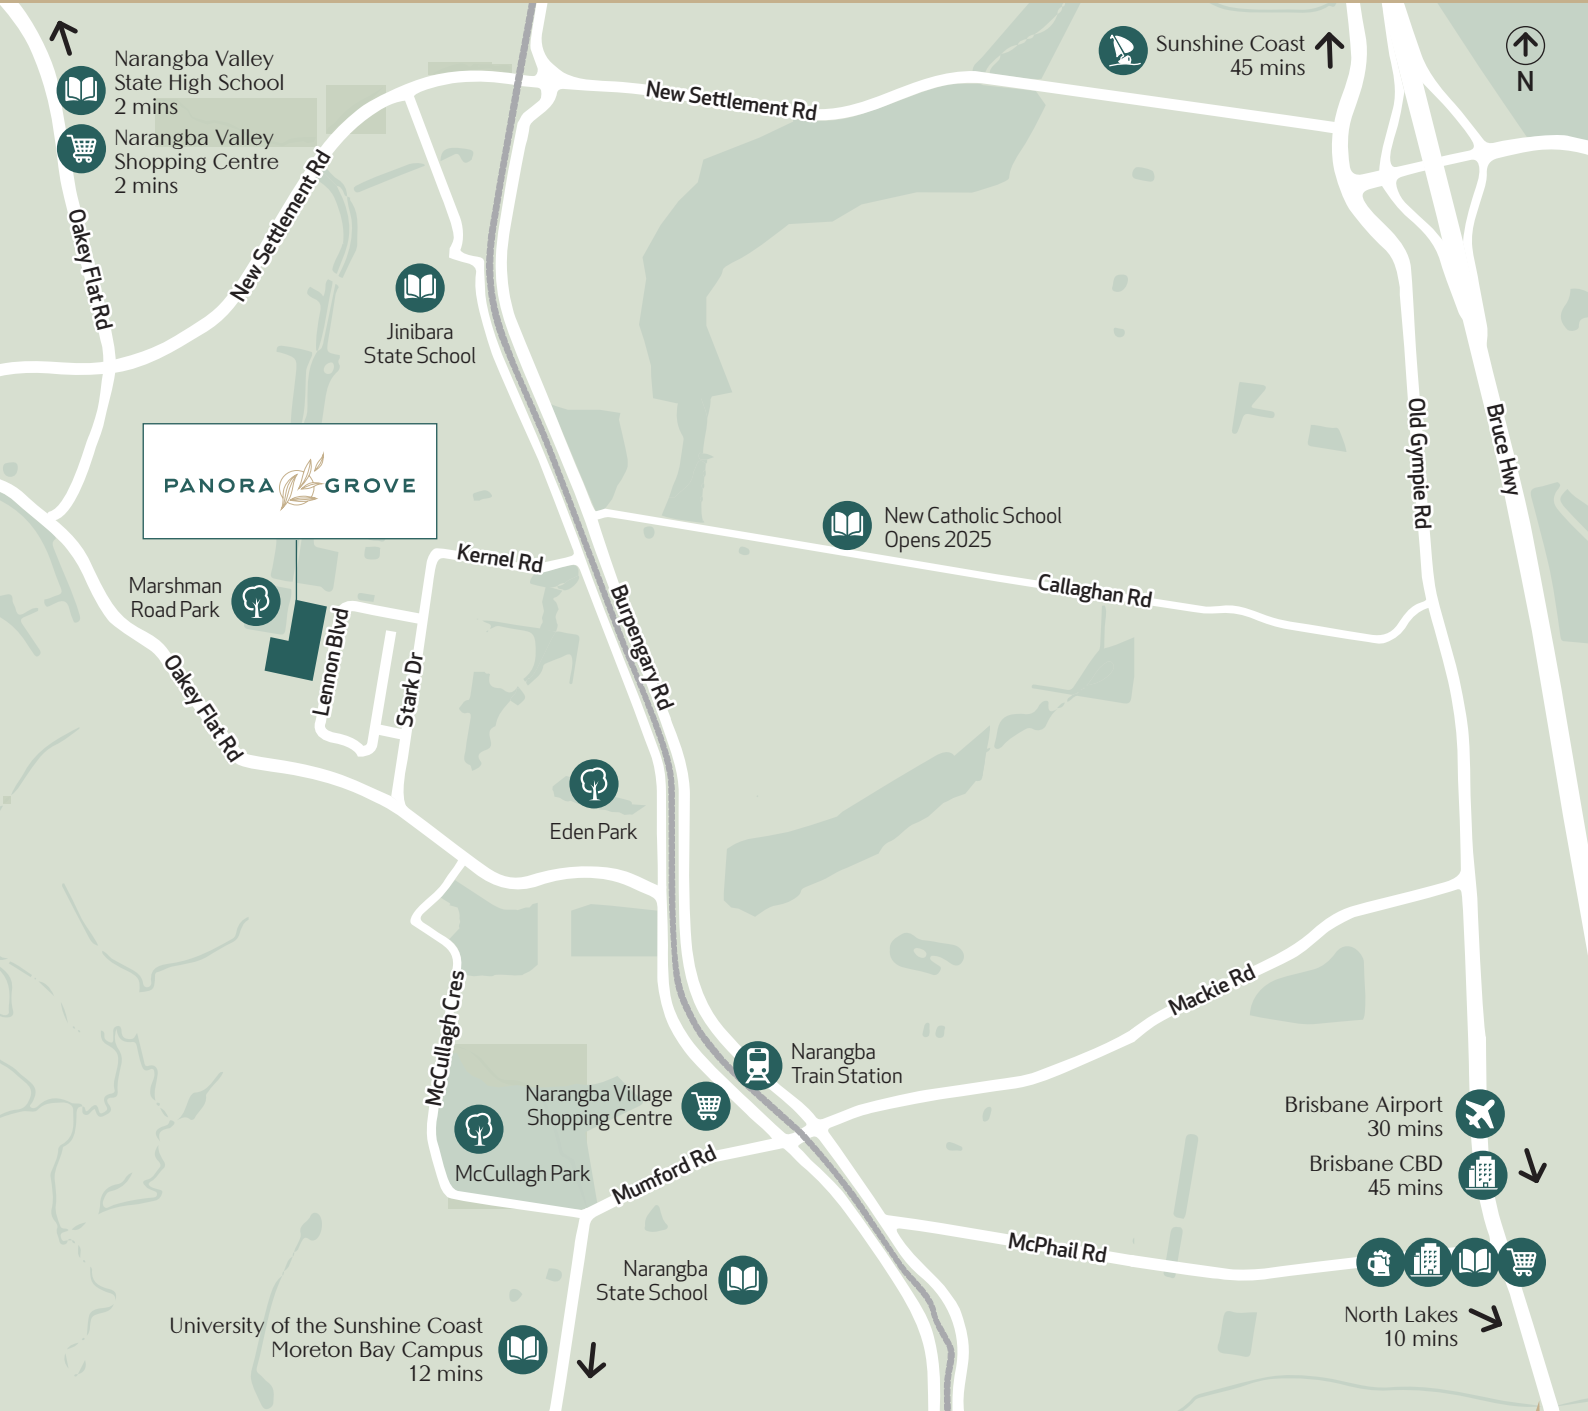 Narangba Valley
State High School
2 mins
Narangba Valley
Shopping Centre
2 mins
Sunshine Coast
45 mins
N
New Settlement Rd
New Settlement Rd
Oakey Flat Rd
Jinibara
State School
PANORA GROVE
Old Gympie Rd
Bruce Hwy
New Catholic School
Opens 2025
Kernel Rd
Callaghan Rd
Marshman
Road Park
Burpengary Rd
Lennon Blvd
Stark Dr
Oakey Flat Rd
Eden Park
McCullagh Cres
Mackie Rd
Narangba
Train Station
Narangba Village
Shopping Centre
McCullagh Park
Mumford Rd
Brisbane Airport
30 mins
Brisbane CBD
45 mins
McPhail Rd
Narangba
State School
North Lakes
10 mins
University of the Sunshine Coast
Moreton Bay Campus
12 mins